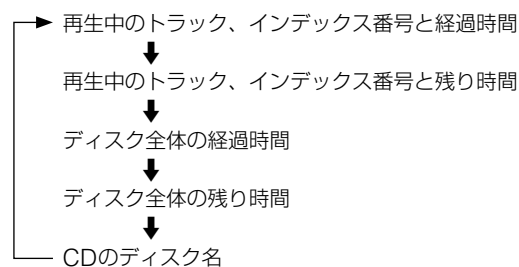 再生中のトラック、インデックス番号と経過時間
再生中のトラック、インデックス番号と残り時間
ディスク全体の経過時間
ディスク全体の残り時間
CDのディスク名